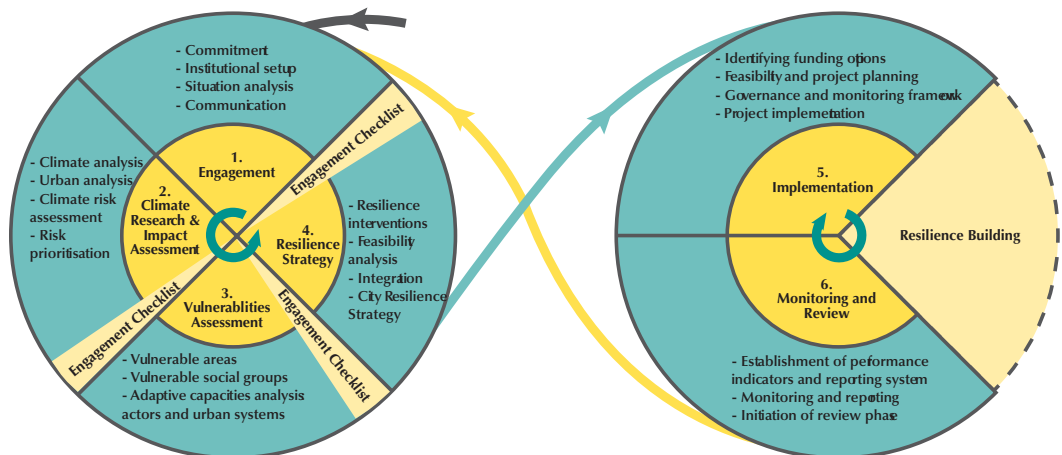 - Commitment
- Institutional setup
- Situation analysis
- Communication
1.
Engagement
Engagement Checklist
- Climate analysis
- Urban analysis
- Climate risk
assessment
- Risk
prioritisation
2.
Climate
Research &
Impact
Assessment
Engagement Checklist
3.
Vulnerablities
Assessment
- Vulnerable areas
- Vulnerable social groups
- Adaptive capacities analysis:
actors and urban systems
Engagement Checklist
4.
Resilience
Strategy
- Resilience
interventions
- Feasibility
analysis
- Integration
- City Resilience
Strategy
- Identifying funding options
- Feasibilty and project planning
- Governance and monitoring framework
- Project implementation
5.
Implementation
Resilience Building
6.
Monitoring and
Review
- Establishment of performance
indicators and reporting system
- Monitoring and reporting
- Initiation of review phase